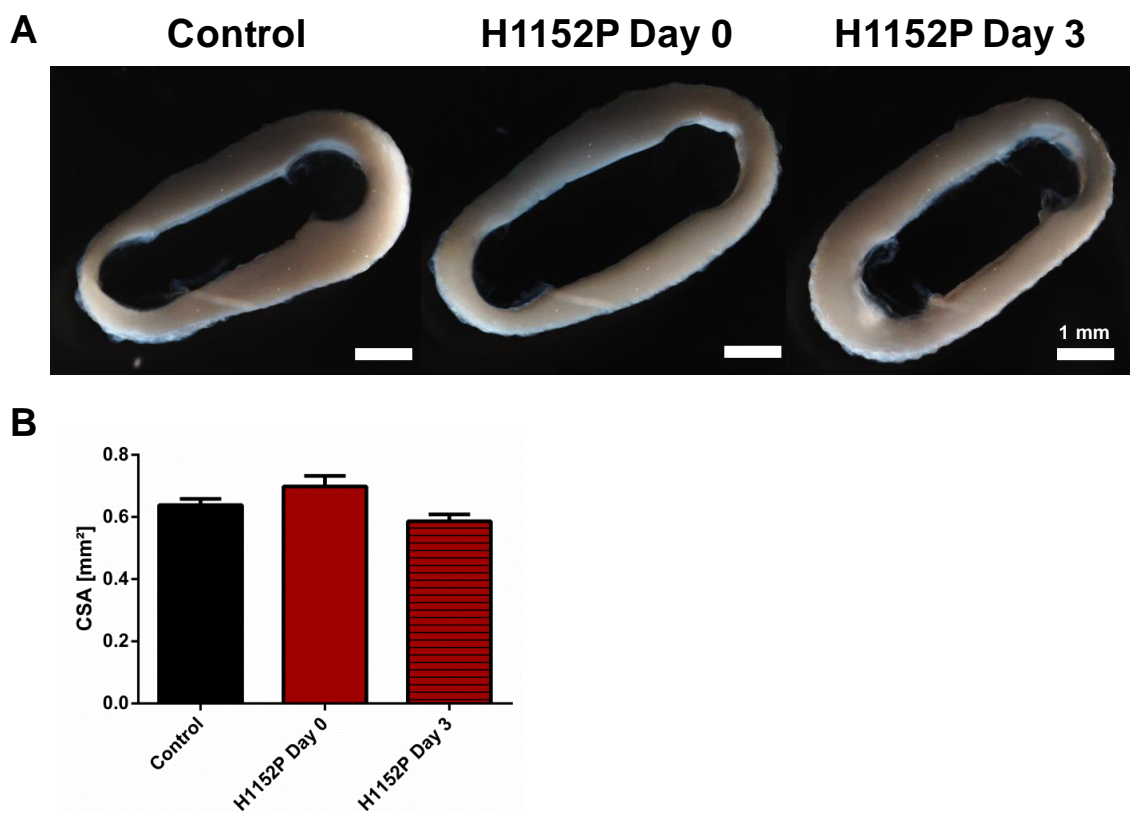 A
Control
H1152P Day 0
H1152P Day 3
1 mm
B
CSA [mm²]
0.8
0.6
0.4
0.2
0.0
Control
H1152P Day 0
H1152P Day 3